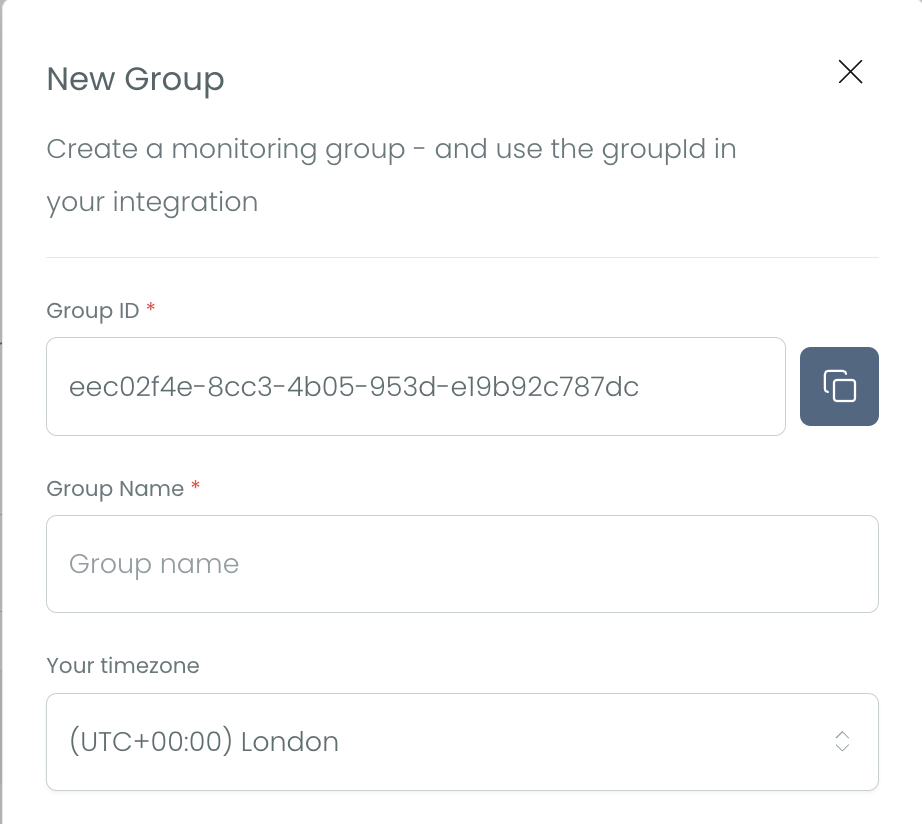 New Group
Create a monitoring group - and use the groupId in
your integration
Group ID *
eec02f4e-8cc3-4b05-953d-e19b92c787dc
Group Name *
Group name
Your timezone
(UTC+00:00) London